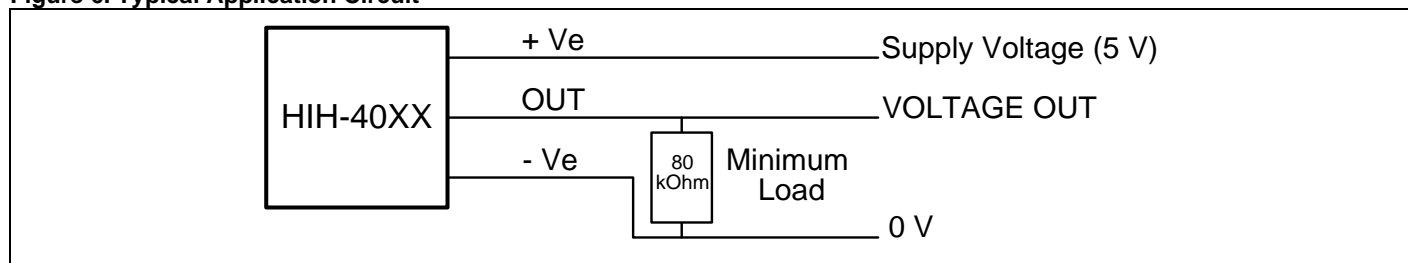 HIH-40XX
+ Ve
Supply Voltage (5 V)
OUT
VOLTAGE OUT
- Ve
80
kOhm
Minimum
Load
0 V